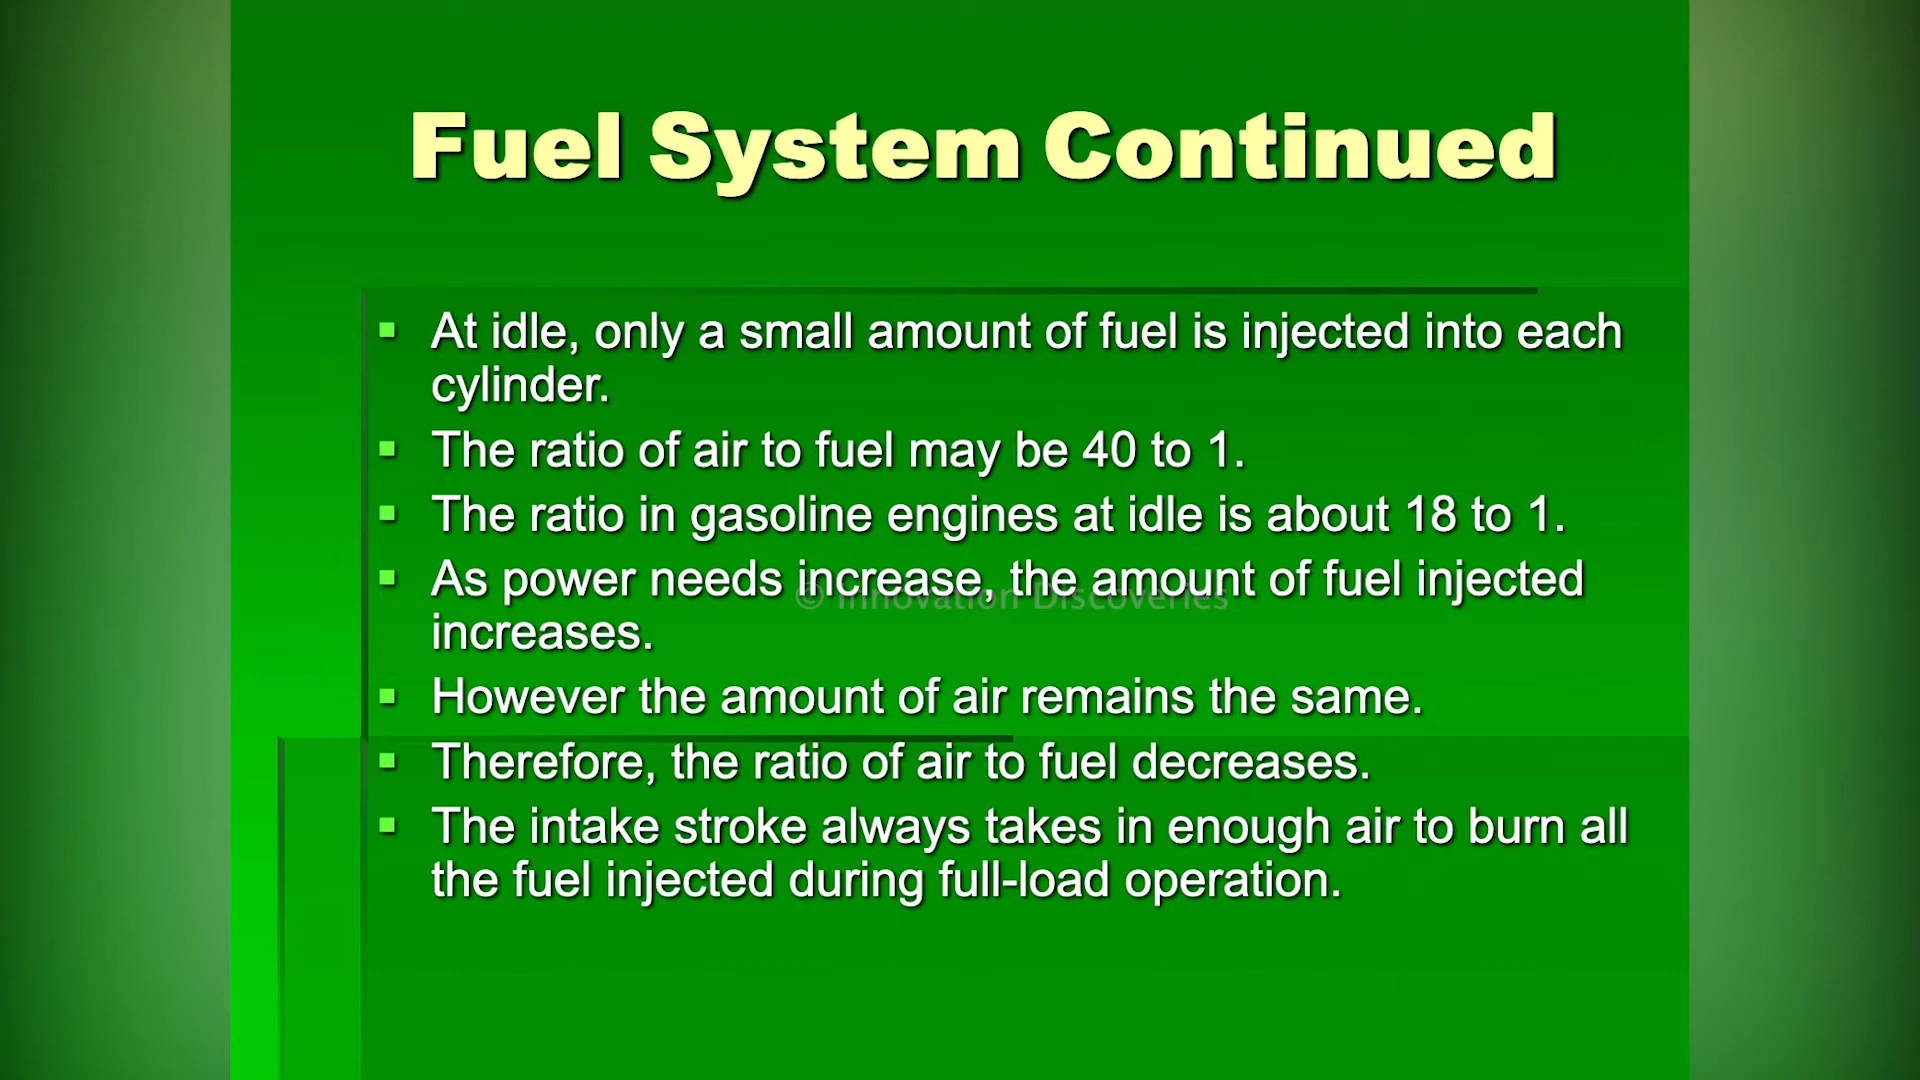 Fuel System Continued
At idle, only a small amount of fuel is injected into each
cylinder.
The ratio of air to fuel may be 40 to 1.
The ratio in gasoline engines at idle is about 18 to 1.
As power needs increase, the amount of fuel injected
© Innovation Discoveries
increases.
However the amount of air remains the same.
Therefore, the ratio of air to fuel decreases.
The intake stroke always takes in enough air to burn all
the fuel injected during full-load operation.